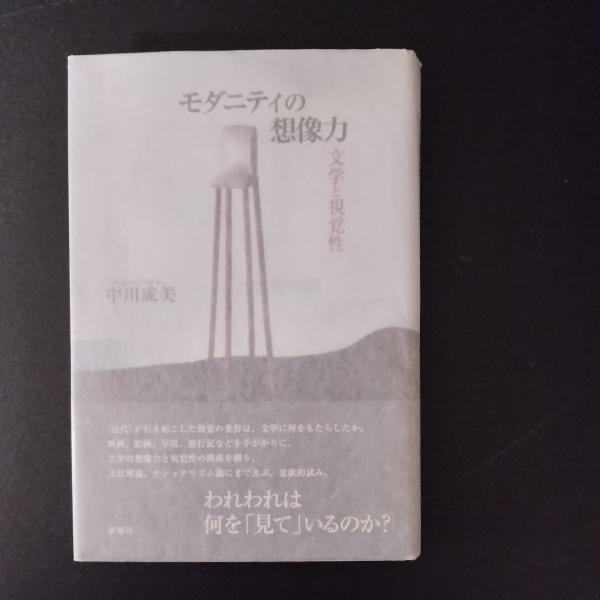 モダニティの
想像力
文学と視覚性
中川成美
〈近代〉が引き起こした視覚の変容は、文学に何をもたらしたか。
映画、絵画、写真、旅行記などを手がかりに、
文学的想像力と視覚性の関係を探り、
文化理論、ナショナリズム論にまで及ぶ、意欲的試み。
われわれは
何を「見て」いるのか?
新曜社